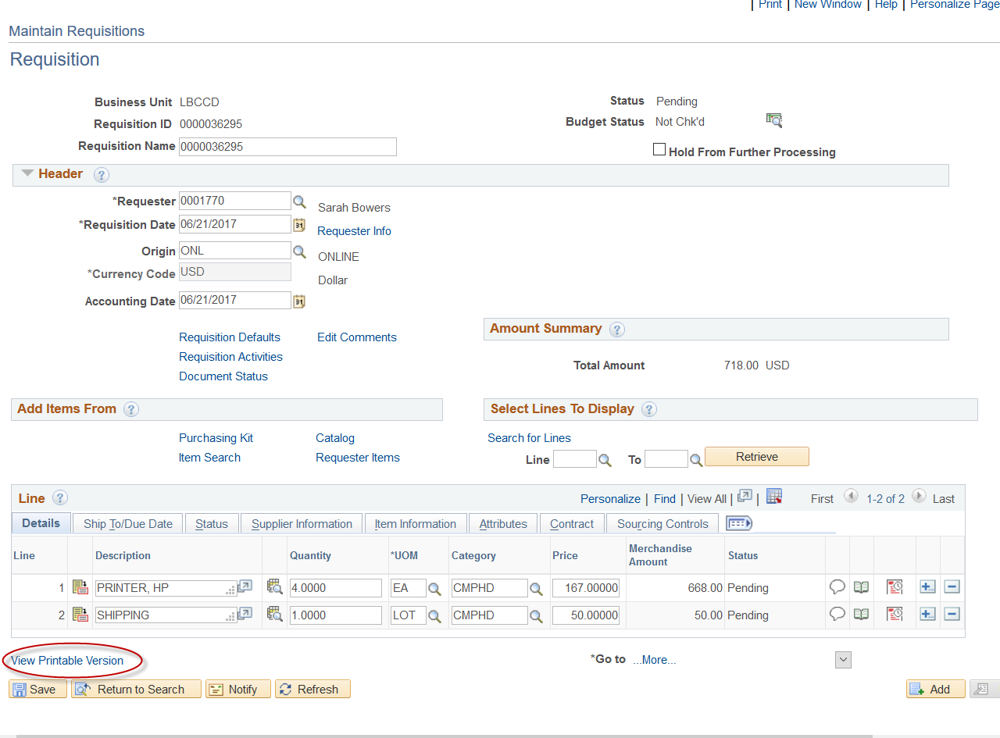 Print | New Window | Help | Personalize Page
Maintain Requisitions
Requisition
Business Unit LBCCD
Status Pending
Requisition ID 0000036295
Budget Status Not Chk'd
Requisition Name 0000036295
Hold From Further Processing
Header
*Requester 0001770 Sarah Bowers
*Requisition Date 06/21/2017 Requester Info
Origin ONL ONLINE
*Currency Code USD Dollar
Accounting Date 06/21/2017
Requisition Defaults Edit Comments
Requisition Activities
Document Status
Amount Summary
Total Amount 718.00 USD
Add Items From
Purchasing Kit Catalog
Item Search Requester Items
Select Lines To Display
Search for Lines
Line To Retrieve
Line Personalize | Find | View All | | First 1-2 of 2 Last
Details Ship To/Due Date Status Supplier Information Item Information Attributes Contract Sourcing Controls
Line Description Quantity *UOM Category Price Merchandise Amount Status
1 PRINTER, HP 4.0000 EA CMPHD 167.00000 668.00 Pending
2 SHIPPING 1.0000 LOT CMPHD 50.00000 50.00 Pending
View Printable Version *Go to ...More...
Save Return to Search Notify Refresh Add